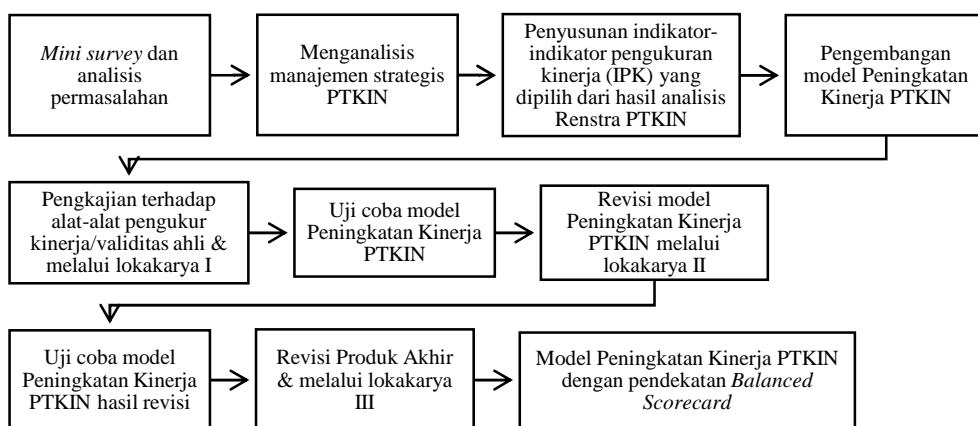 Mini survey dan
analisis
permasalahan
Menganalisis
manajemen strategis
PTKIN
Penyusunan indikator-
indikator pengukuran
kinerja (IPK) yang
dipilih dari hasil analisis
Renstra PTKIN
Pengembangan
model Peningkatan
Kinerja PTKIN
Pengkajian terhadap
alat-alat pengukur
kinerja/validitas ahli &
melalui lokakarya I
Uji coba model
Peningkatan Kinerja
PTKIN
Revisi model
Peningkatan Kinerja
PTKIN melalui
lokakarya II
Uji coba model
Peningkatan Kinerja
PTKIN hasil revisi
Revisi Produk Akhir
& melalui lokakarya
III
Model Peningkatan Kinerja PTKIN
dengan pendekatan Balanced
Scorecard